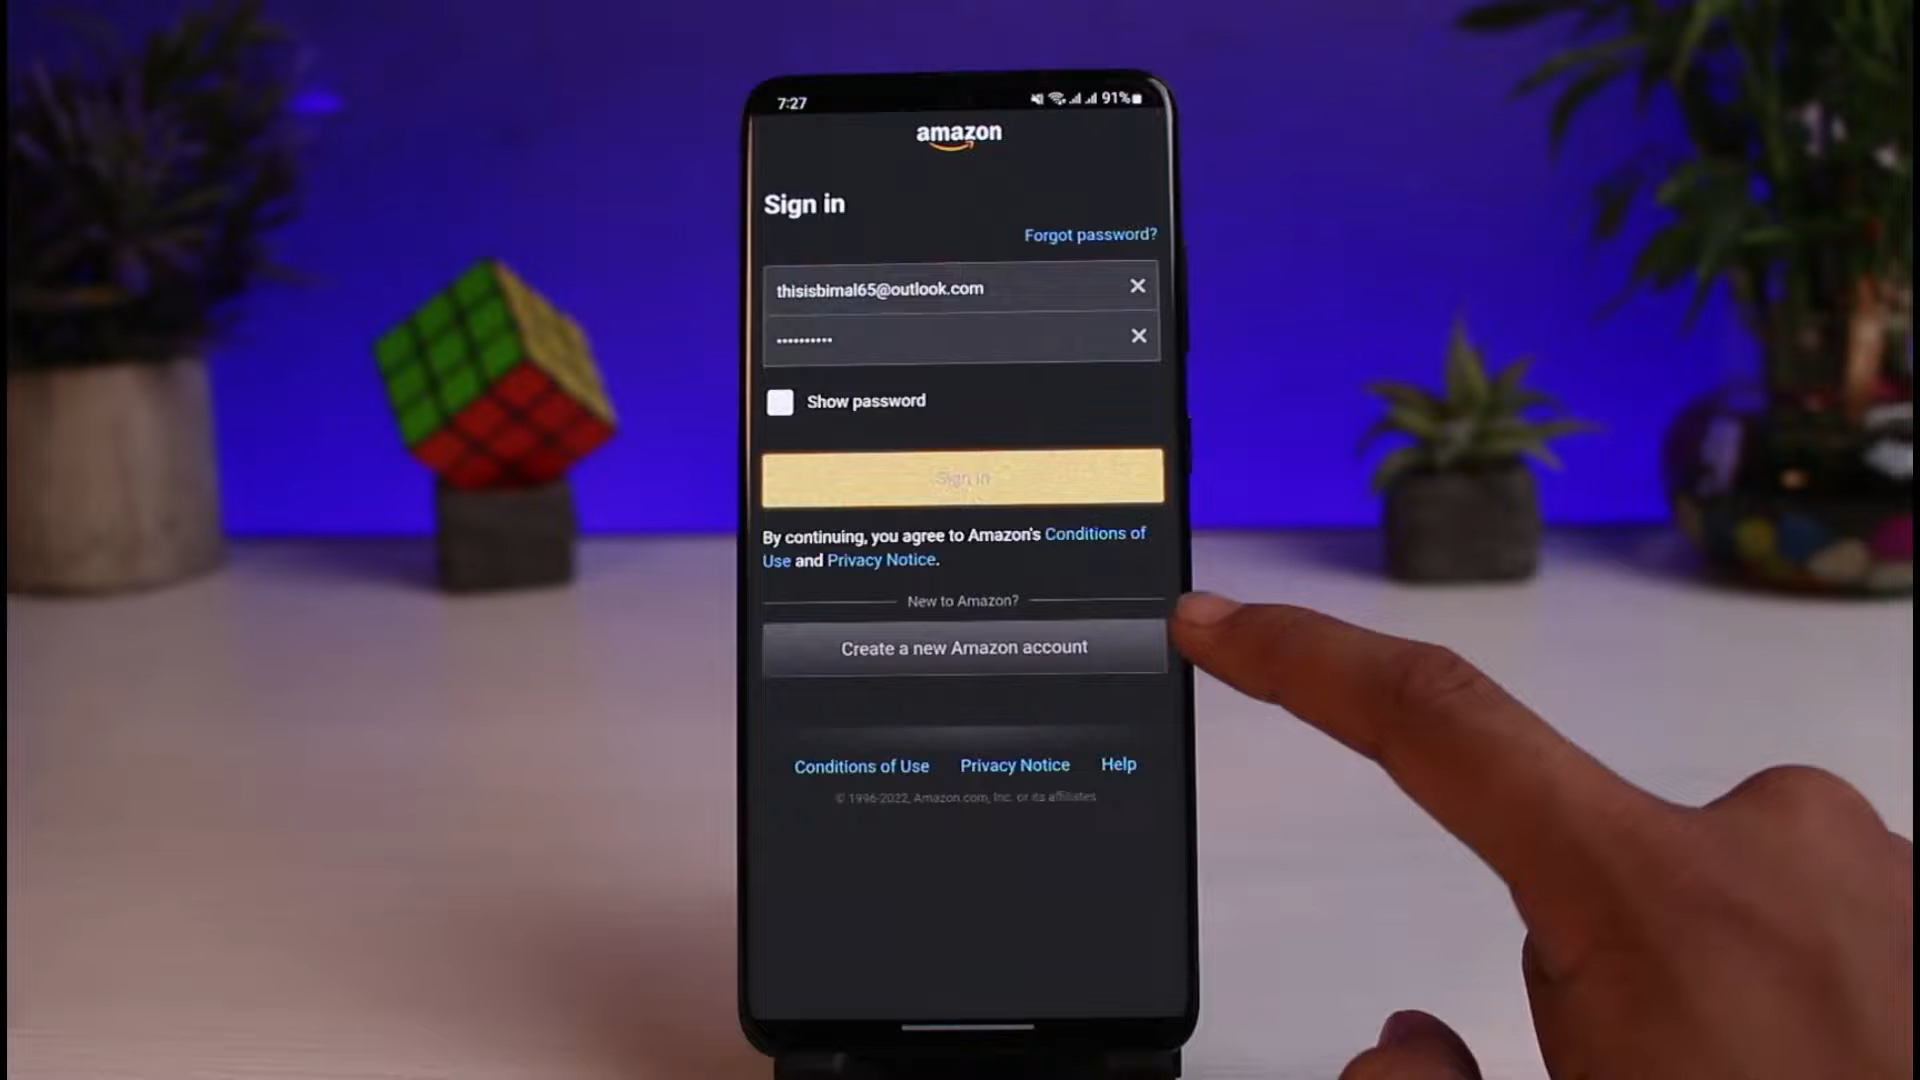 7:27 91%
amazon
Sign in
Forgot password?
thisisbimal65@outlook.com
••••••••••
Show password
Sign in
By continuing, you agree to Amazon's Conditions of
Use and Privacy Notice.
New to Amazon?
Create a new Amazon account
Conditions of Use Privacy Notice Help
© 1996-2022, Amazon.com, Inc. or its affiliates